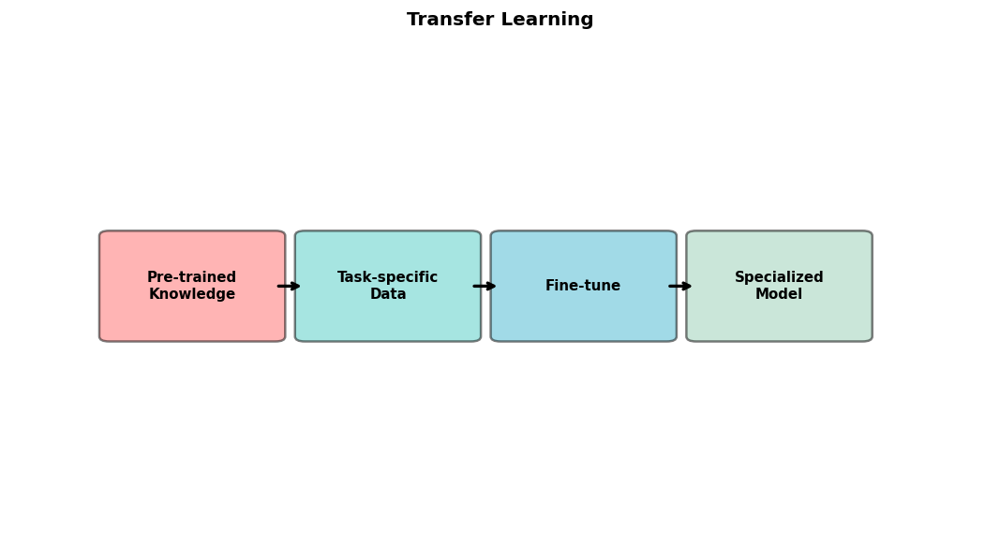 Transfer Learning
Pre-trained
Knowledge
Task-specific
Data
Fine-tune
Specialized
Model